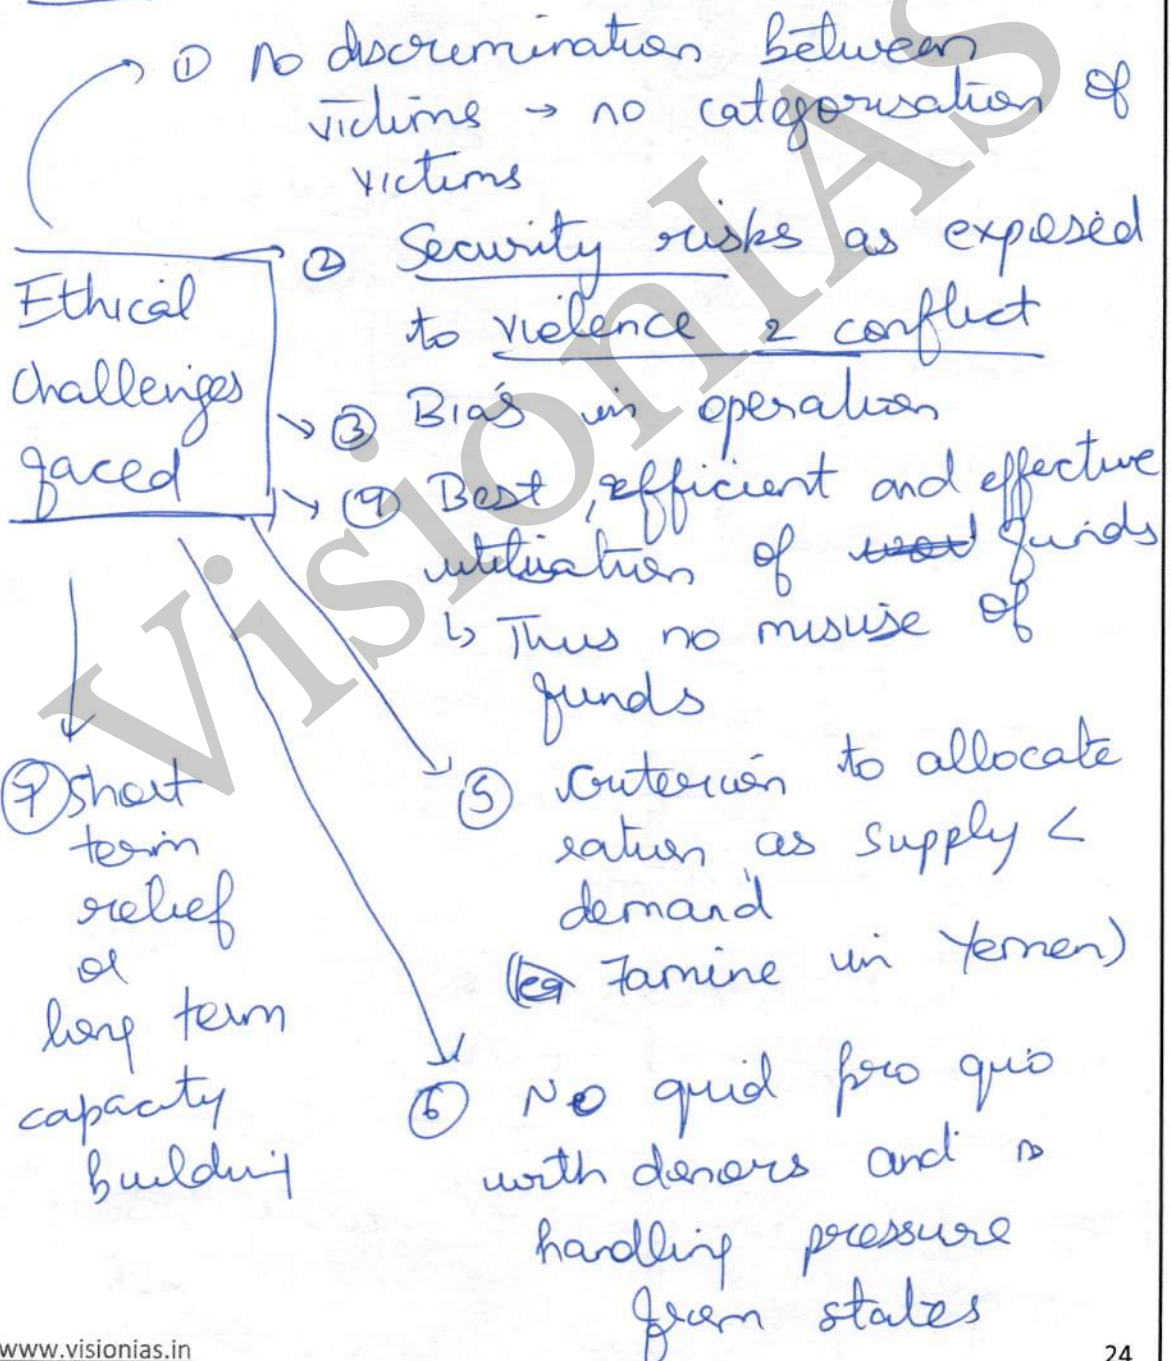 ① No discrimination between
victims → no categorisation of
victims
Ethical
Challenges
faced
② Security risks as exposed
to violence & conflict
③ Bias in operation
④ Best, efficient and effective
utilisation of funds
↳ Thus no misuse of
funds
⑤ Criterion to allocate
ration as supply <
demand
(eg Famine in Yemen)
⑥ No quid pro quo
with donors and
handling pressure
from states
⑦ Short
term
relief
or
long term
capacity
building
VisionIAS
www.visionias.in
24